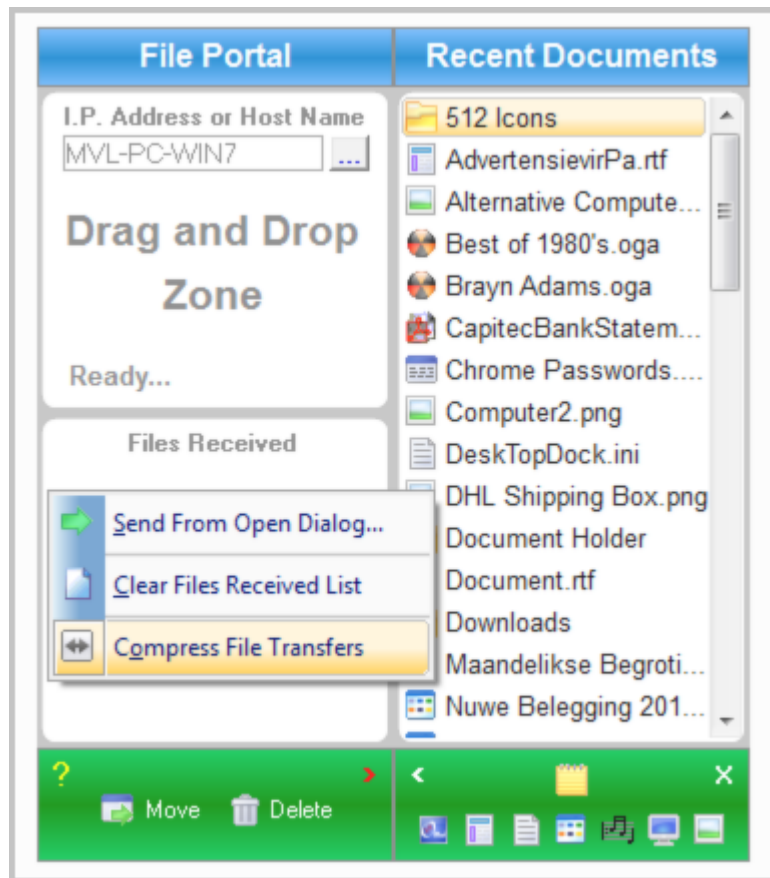 File Portal
Recent Documents
I.P. Address or Host Name
MVL-PC-WIN7
...
Drag and Drop
Zone
Ready...
Files Received
Send From Open Dialog...
Clear Files Received List
Compress File Transfers
512 Icons
AdvertensievirPa.rtf
Alternative Compute...
Best of 1980's.oga
Brayn Adams.oga
CapitecBankStatem...
Chrome Passwords....
Computer2.png
DeskTopDock.ini
DHL Shipping Box.png
Document Holder
Document.rtf
Downloads
Maandelikse Begroti...
Nuwe Belegging 201...
?
>
Move
Delete
<
X